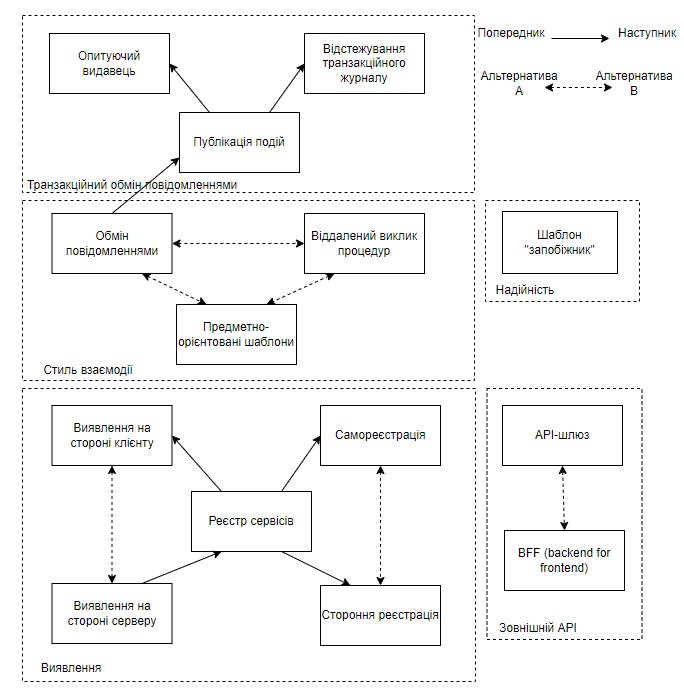 Опитуючий
видавець
Відстежування
транзакційного
журналу
Попередник
Наступник
Альтернатива
A
Альтернатива
B
Публікація подій
Транзакційний обмін повідомленнями
Обмін
повідомленнями
Віддалений виклик
процедур
Шаблон
"запобіжник"
Надійність
Предметно-
орієнтовані шаблони
Стиль взаємодії
Виявлення на
стороні клієнту
Самореєстрація
API-шлюз
Реєстр сервісів
BFF (backend for
frontend)
Виявлення на
стороні серверу
Стороння реєстрація
Зовнішній API
Виявлення